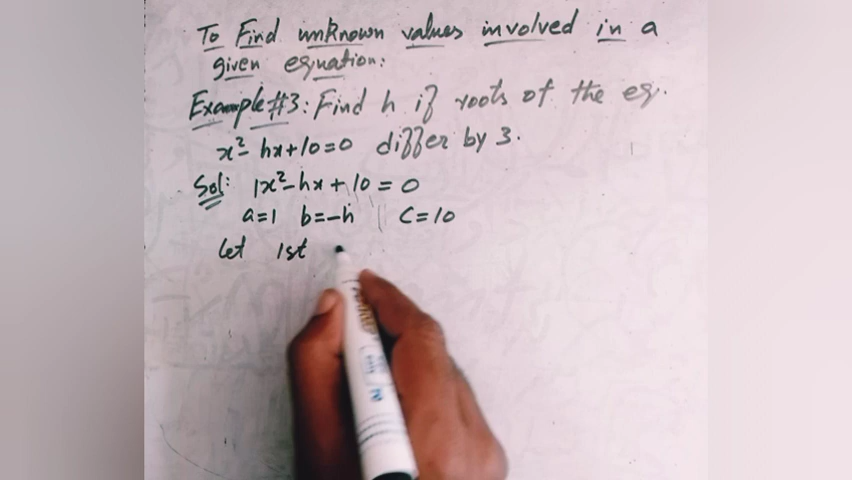 To Find unknown values involved in a
given equation:
Example#3: Find h if roots of the eq.
x²- hx+10=0 differ by 3.
Sol: 1x²-hx + 10 = 0
a=1 b=-h C=10
let 1st